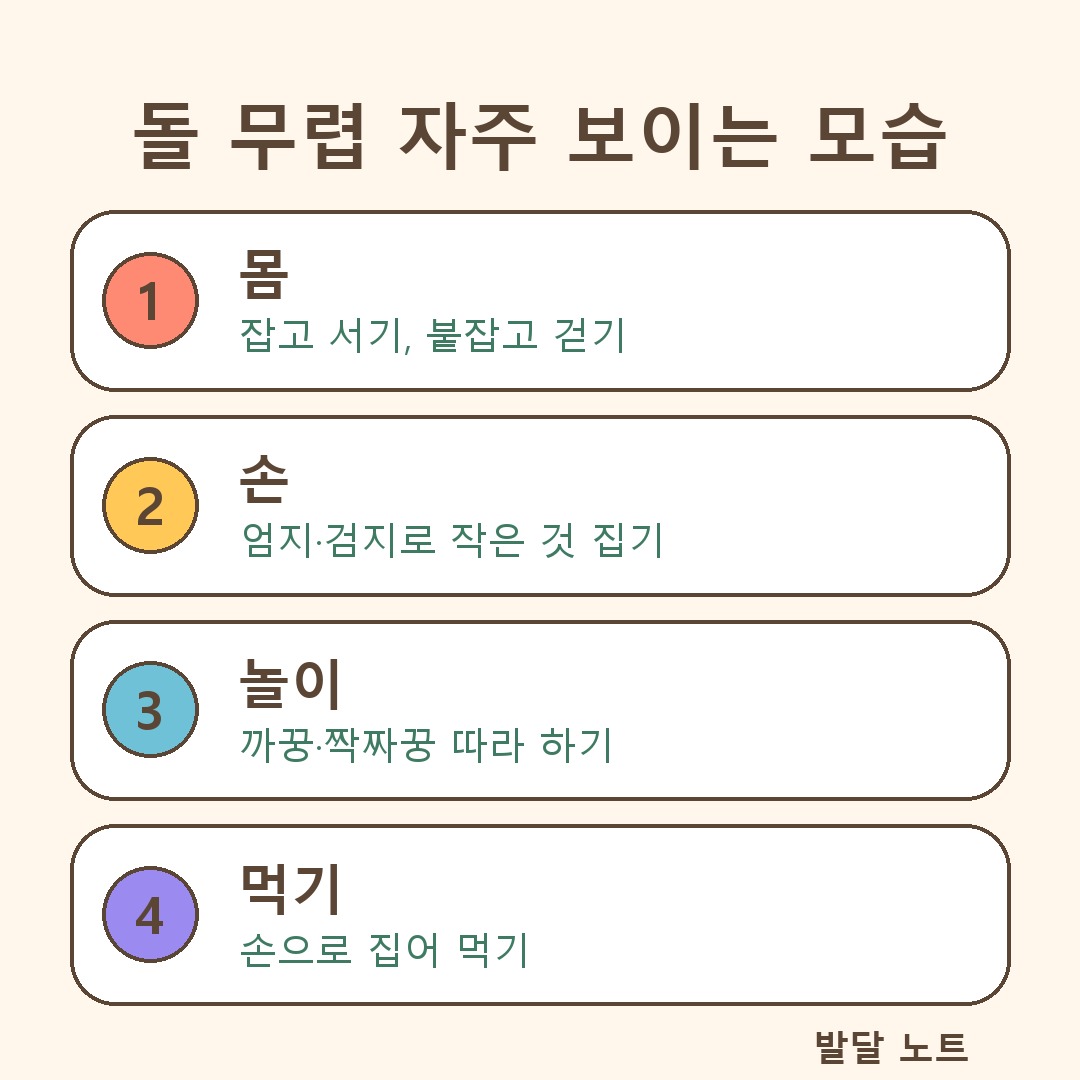 돌 무렵 자주 보이는 모습
1
몸
잡고 서기, 붙잡고 걷기
2
손
엄지·검지로 작은 것 집기
3
놀이
까꿍·짝짜꿍 따라 하기
4
먹기
손으로 집어 먹기
발달 노트